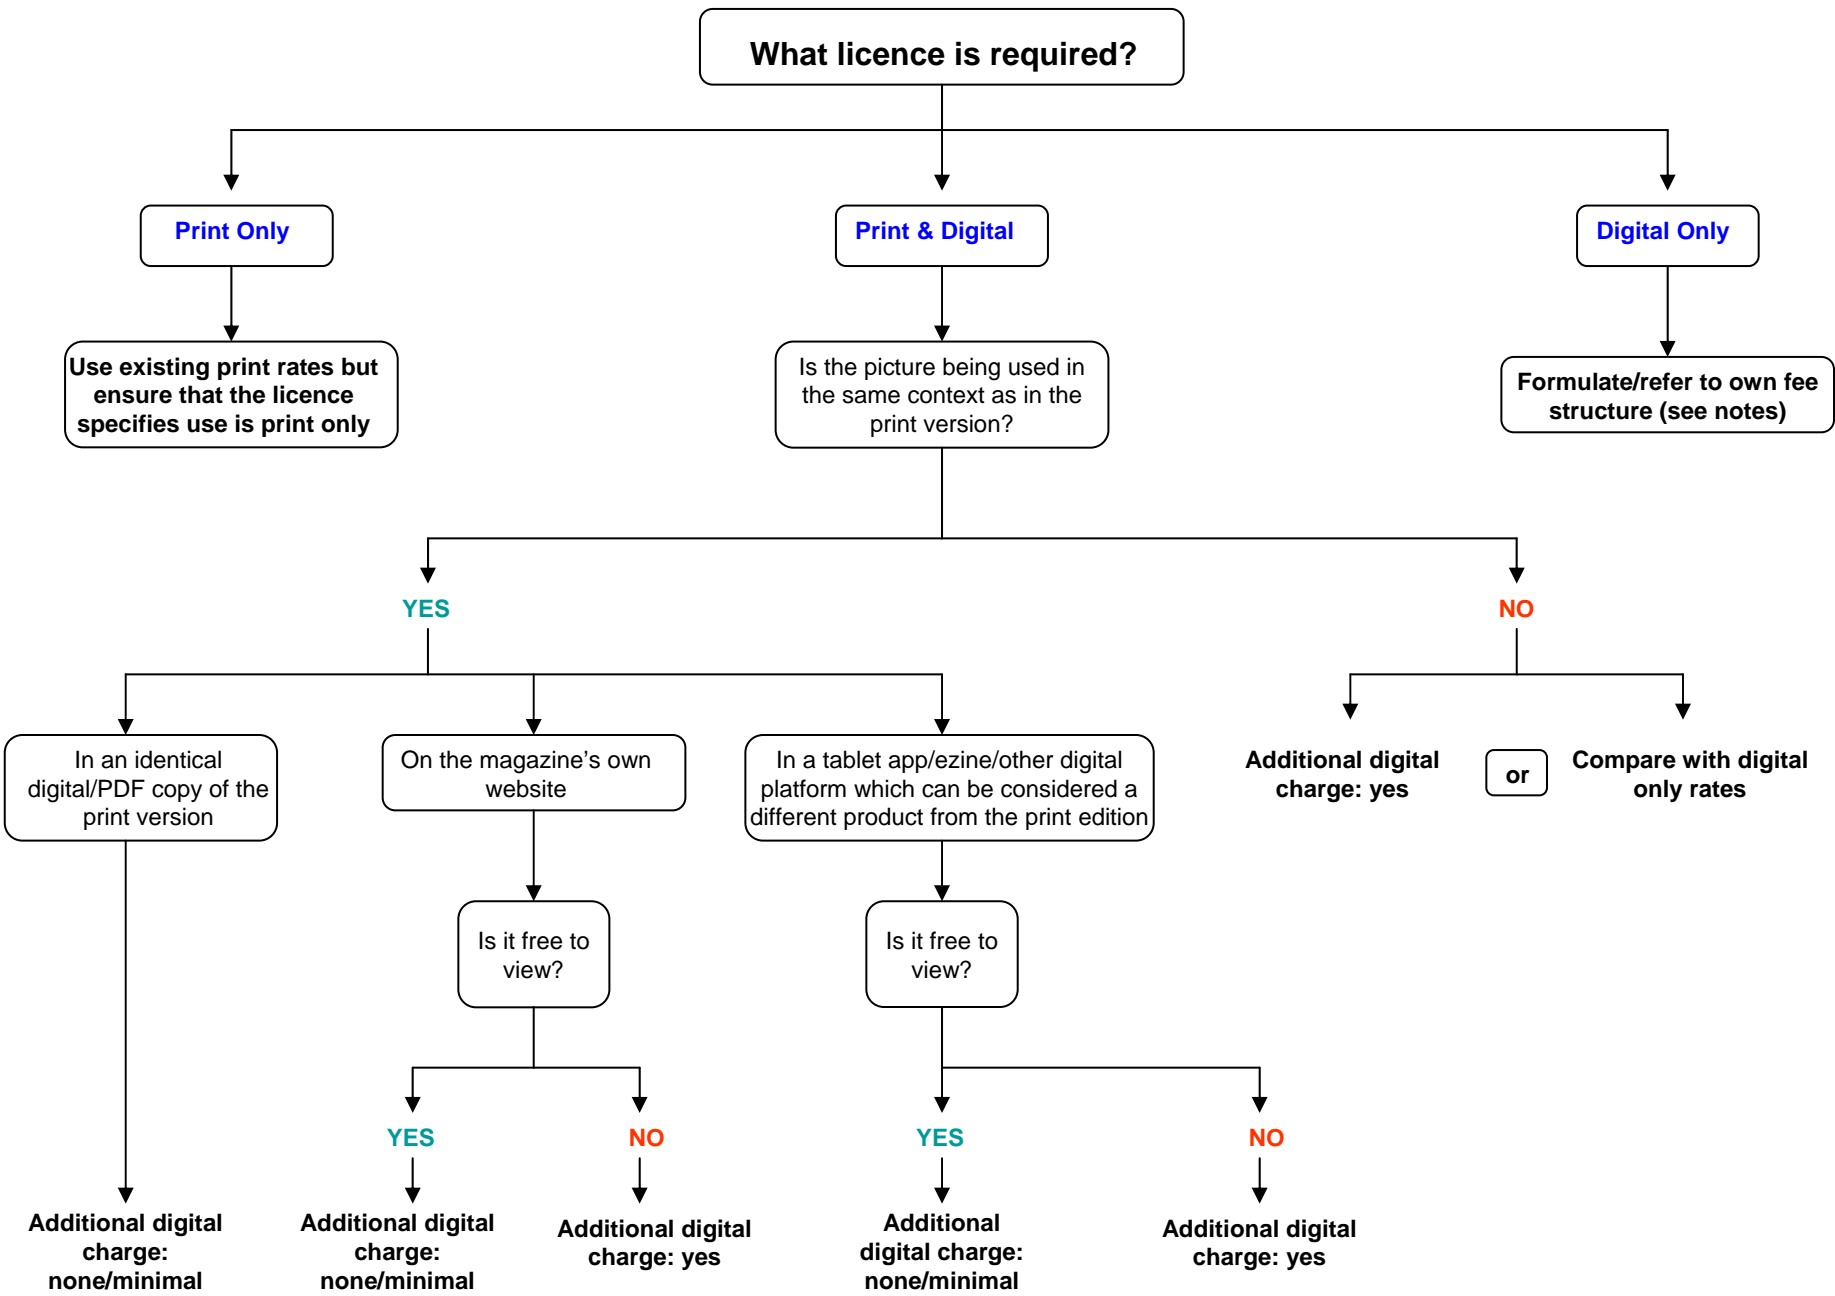 What licence is required?
Print Only
Print & Digital
Digital Only
Use existing print rates but
ensure that the licence
specifies use is print only
Is the picture being used in
the same context as in the
print version?
Formulate/refer to own fee
structure (see notes)
YES
NO
In an identical
digital/PDF copy of the
print version
On the magazine's own
website
In a tablet app/ezine/other digital
platform which can be considered a
different product from the print edition
Additional digital
charge: yes
or
Compare with digital
only rates
Is it free to
view?
Is it free to
view?
YES
NO
YES
NO
Additional digital
charge:
none/minimal
Additional digital
charge:
none/minimal
Additional digital
charge: yes
Additional
digital charge:
none/minimal
Additional digital
charge: yes